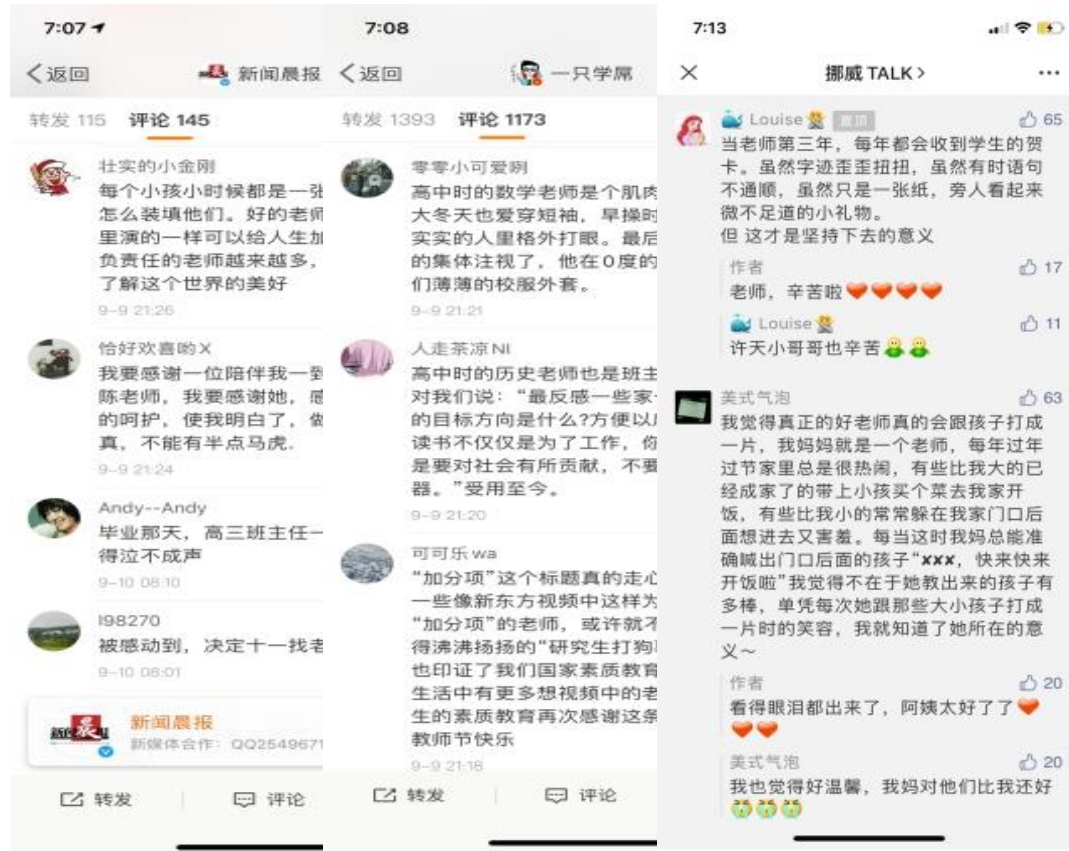 7:07
返回
新闻晨报
转发 115 评论 145
壮实的小金刚
每个小孩小时候都是一张
怎么装填他们。好的老师
里演的一样可以给人生加
负责任的老师越来越多，
了解这个世界的美好
9-9 21:26
恰好欢喜哟X
我要感谢一位陪伴我一到
陈老师，我要感谢她，感
的呵护，使我明白了，做
真，不能有半点马虎.
9-9 21:24
Andy--Andy
毕业那天，高三班主任一
得泣不成声
9-10 08:10
l98270
被感动到，决定十一找老
9-10 08:01
新闻晨报
新媒体合作：QQ2549671
转发 评论
7:08
返回
一只学屌
转发 1393 评论 1173
零零小可爱咧
高中时的数学老师是个肌肉
大冬天也爱穿短袖，早操时
实实的人里格外打眼。最后
的集体注视了，他在0度的
们薄薄的校服外套。
9-9 21:21
人走茶凉NI
高中时的历史老师也是班主
对我们说：“最反感一些家
的目标方向是什么?方便以
读书不仅仅是为了工作，你
是要对社会有所贡献，不要
器。”受用至今。
9-9 21:20
可可乐wa
“加分项”这个标题真的走心
一些像新东方视频中这样为
“加分项”的老师，或许就不
得沸沸扬扬的“研究生打狗
也印证了我们国家素质教育
生活中有更多想视频中的老
生的素质教育再次感谢这条
教师节快乐
9-9 21:18
转发 评论
7:13
挪威 TALK
Louise 置顶 65
当老师第三年，每年都会收到学生的贺
卡。虽然字迹歪歪扭扭，虽然有时语句
不通顺，虽然只是一张纸，旁人看起来
微不足道的小礼物。
但 这才是坚持下去的意义
作者 17
老师，辛苦啦❤❤❤❤
Louise 11
许天小哥哥也辛苦
美式气泡 63
我觉得真正的好老师真的会跟孩子打成
一片，我妈妈就是一个老师，每年过年
过节家里总是很热闹，有些比我大的已
经成家了的带上小孩买个菜去我家开
饭，有些比我小的常常躲在我家门口后
面想进去又害羞。每当这时我妈总能准
确喊出门口后面的孩子“×××，快来快来
开饭啦”我觉得不在于她教出来的孩子有
多棒，单凭每次她跟那些大小孩子打成
一片时的笑容，我就知道了她所在的意
义～
作者 20
看得眼泪都出来了，阿姨太好了了❤
❤❤
美式气泡 20
我也觉得好温馨，我妈对他们比我还好